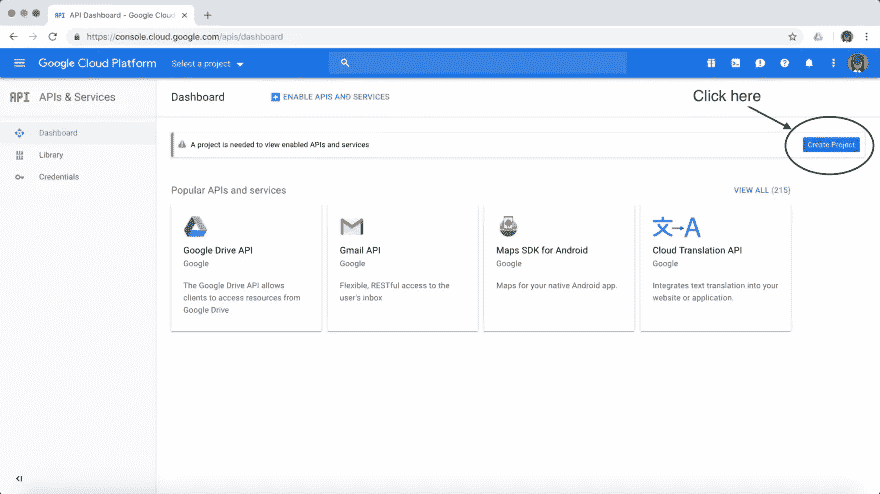 API API Dashboard - Google Cloud
https://console.cloud.google.com/apis/dashboard
Google Cloud Platform Select a project
API APIs & Services Dashboard ENABLE APIS AND SERVICES Click here
Dashboard
Library
Credentials
A project is needed to view enabled APIs and services Create Project
Popular APIs and services VIEW ALL (215)
文→A
Google Drive API
Google
The Google Drive API allows
clients to access resources from
Google Drive
Gmail API
Google
Flexible, RESTful access to the
user's inbox
Maps SDK for Android
Google
Maps for your native Android app.
Cloud Translation API
Google
Integrates text translation into your
website or application.